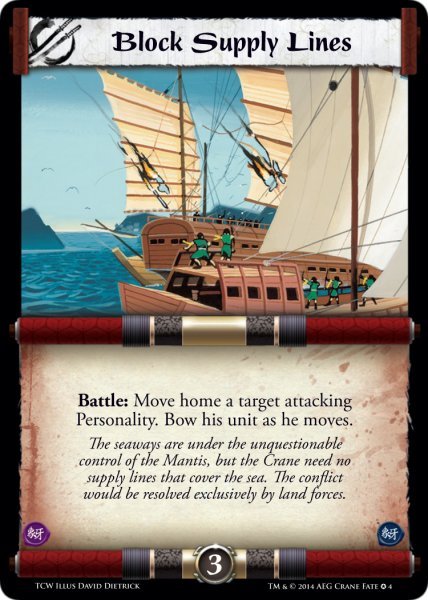 Block Supply Lines
Battle: Move home a target attacking
Personality. Bow his unit as he moves.
The seaways are under the unquestionable
control of the Mantis, but the Crane need no
supply lines that cover the sea. The conflict
would be resolved exclusively by land forces.
3
TCW ILLUS DAVID DIETRICK
TM & © 2014 AEG CRANE FATE ✪ 4